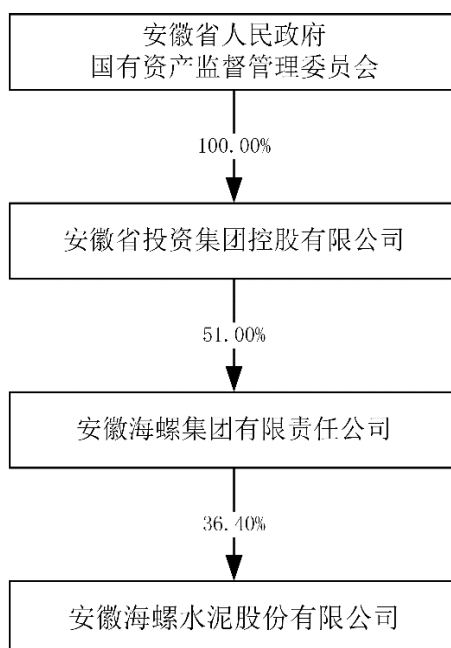 安徽省人民政府
国有资产监督管理委员会
100.00%
安徽省投资集团控股有限公司
51.00%
安徽海螺集团有限责任公司
36.40%
安徽海螺水泥股份有限公司